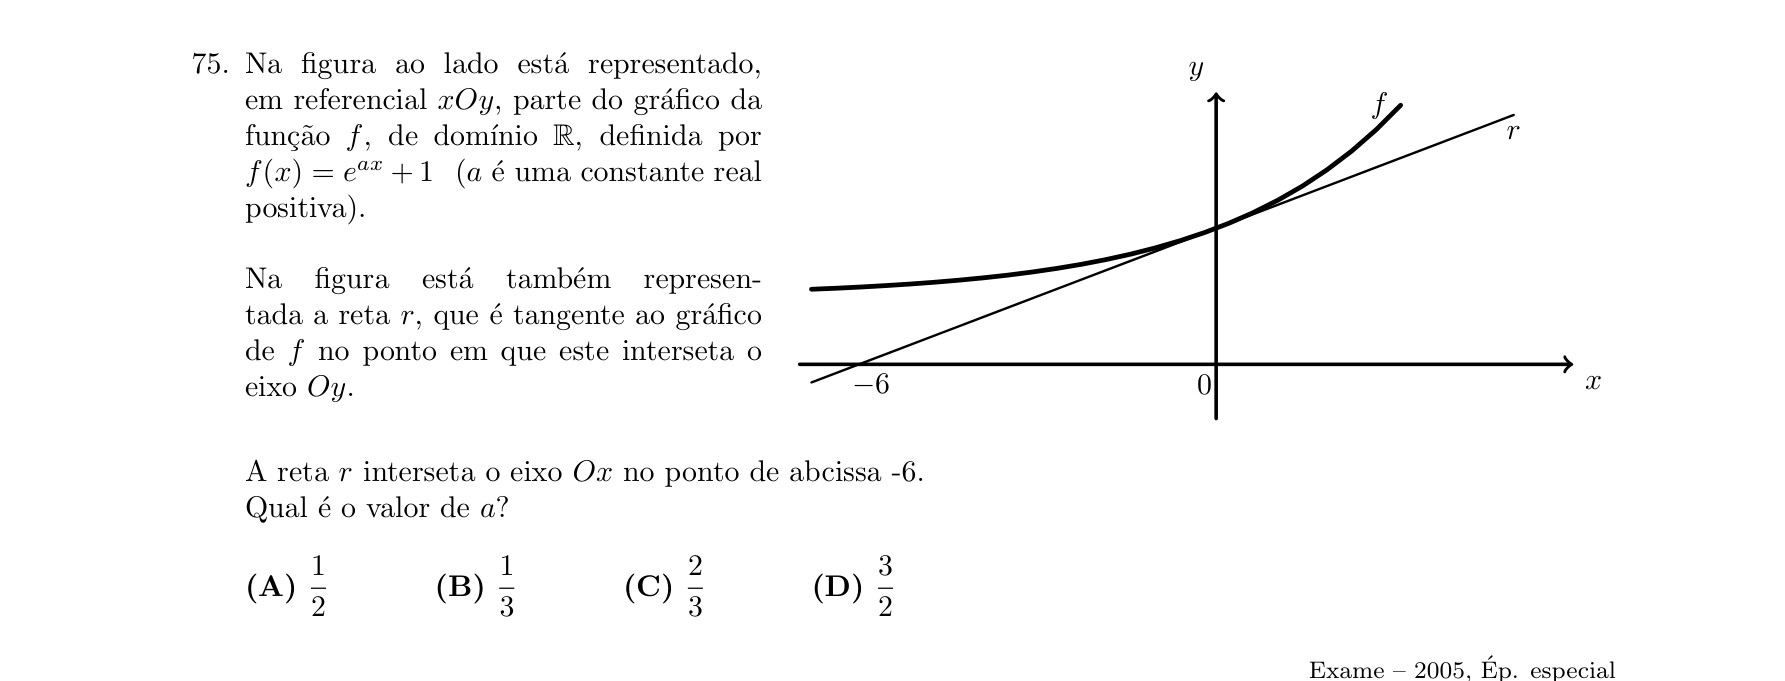 75. Na figura ao lado está representado,
em referencial xOy, parte do gráfico da
função f, de domínio ℝ, definida por
f(x) = e^{ax} + 1 (a é uma constante real
positiva).
Na figura está também represen-
tada a reta r, que é tangente ao gráfico
de f no ponto em que este interseta o
eixo Oy.
y
f
r
−6
0
x
A reta r interseta o eixo Ox no ponto de abcissa -6.
Qual é o valor de a?
(A) 1/2 (B) 1/3 (C) 2/3 (D) 3/2
Exame – 2005, Ép. especial